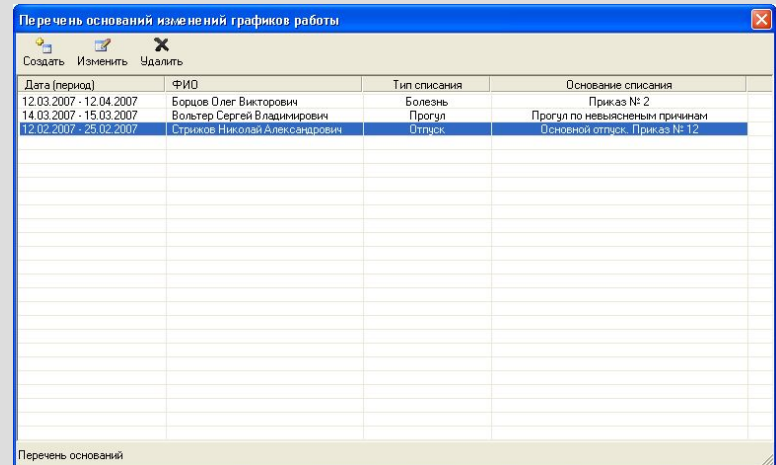 Перечень оснований изменений графиков работы
Создать Изменить Удалить
Дата (период) ФИО Тип списания Основание списания
12.03.2007 - 12.04.2007 Борцов Олег Викторович Болезнь Приказ № 2
14.03.2007 - 15.03.2007 Вольтер Сергей Владимирович Прогул Прогул по невыясненым причинам
12.02.2007 - 25.02.2007 Стрижов Николай Александрович Отпуск Основной отпуск. Приказ № 12
Перечень оснований